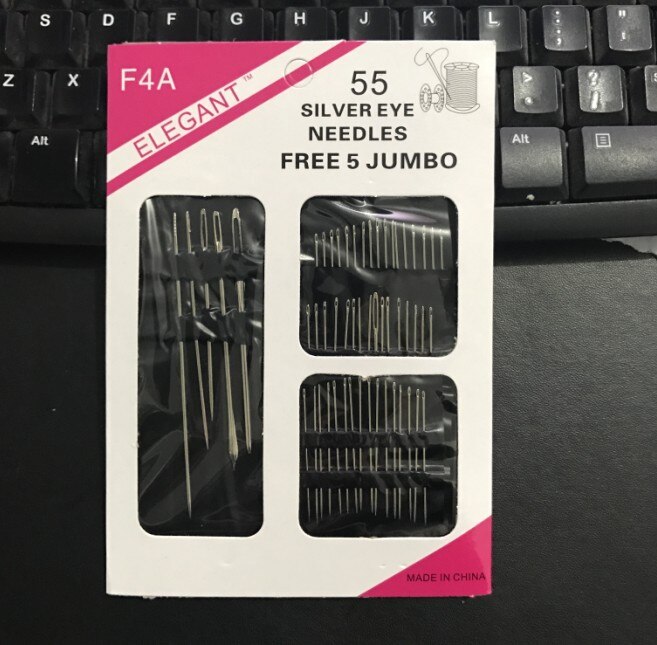 S D F G H J K L : ; " '
Z X > . ? /
Alt Alt
F4A
ELEGANT™
55
SILVER EYE
NEEDLES
FREE 5 JUMBO
MADE IN CHINA